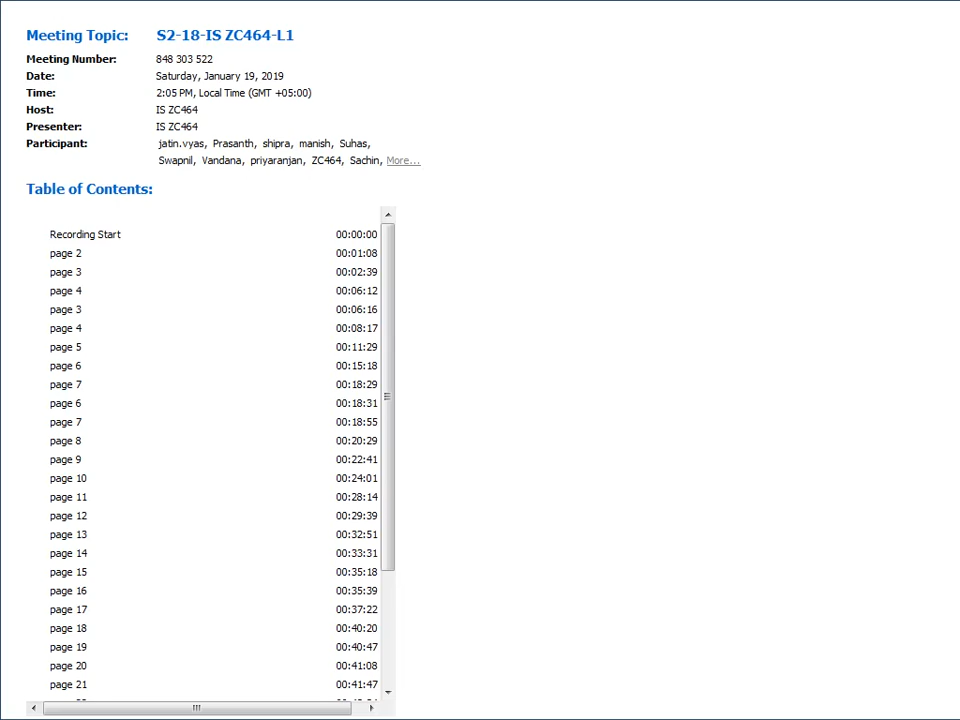 Meeting Topic: S2-18-IS ZC464-L1
Meeting Number: 848 303 522
Date: Saturday, January 19, 2019
Time: 2:05 PM, Local Time (GMT +05:00)
Host: IS ZC464
Presenter: IS ZC464
Participant: jatin.vyas, Prasanth, shipra, manish, Suhas,
Swapnil, Vandana, priyaranjan, ZC464, Sachin, More...
Table of Contents:
Recording Start 00:00:00
page 2 00:01:08
page 3 00:02:39
page 4 00:06:12
page 3 00:06:16
page 4 00:08:17
page 5 00:11:29
page 6 00:15:18
page 7 00:18:29
page 6 00:18:31
page 7 00:18:55
page 8 00:20:29
page 9 00:22:41
page 10 00:24:01
page 11 00:28:14
page 12 00:29:39
page 13 00:32:51
page 14 00:33:31
page 15 00:35:18
page 16 00:35:39
page 17 00:37:22
page 18 00:40:20
page 19 00:40:47
page 20 00:41:08
page 21 00:41:47